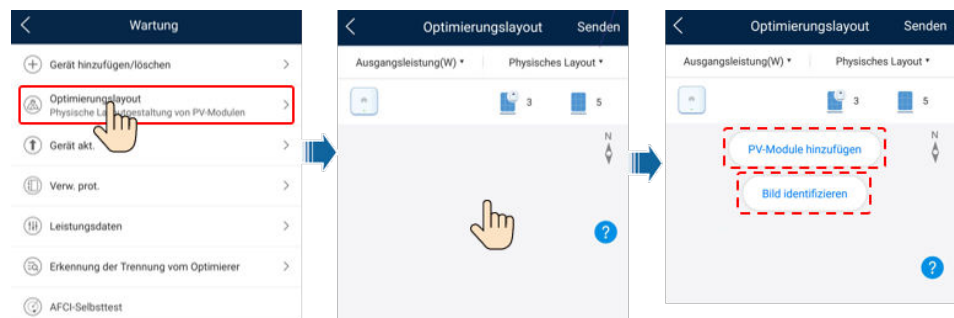 Wartung
Gerät hinzufügen/löschen
Optimierungslayout
Physische Layoutgestaltung von PV-Modulen
Gerät akt.
Verw. prot.
Leistungsdaten
Erkennung der Trennung vom Optimierer
AFCI-Selbsttest
Optimierungslayout Senden
Ausgangsleistung(W) Physisches Layout
3 5
N
?
Optimierungslayout Senden
Ausgangsleistung(W) Physisches Layout
3 5
N
PV-Module hinzufügen
Bild identifizieren
?